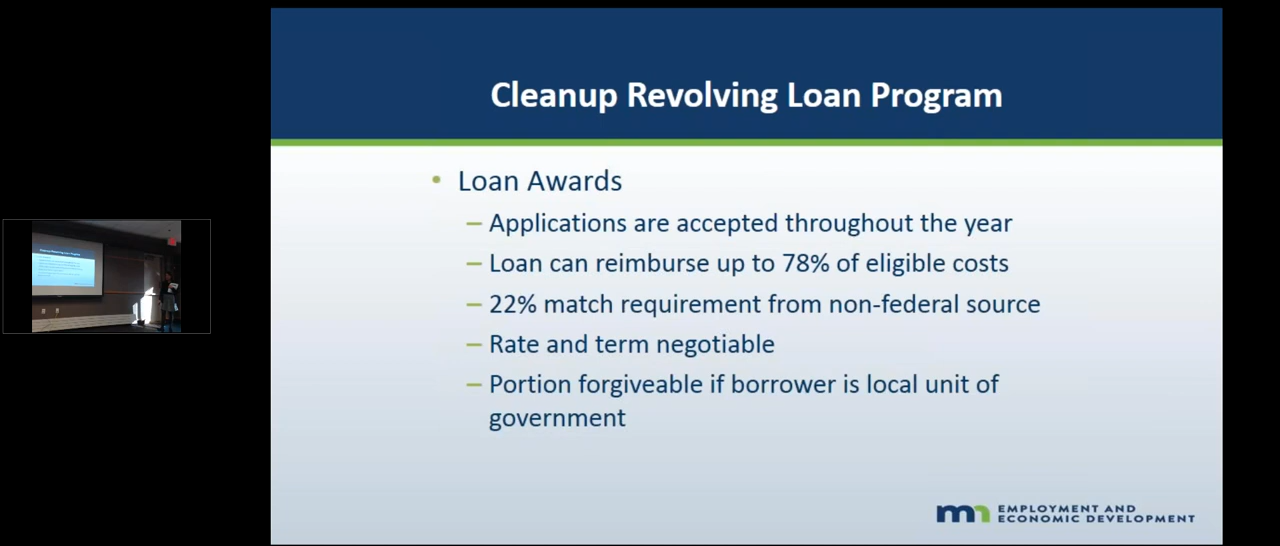 Cleanup Revolving Loan Program
• Loan Awards
– Applications are accepted throughout the year
– Loan can reimburse up to 78% of eligible costs
– 22% match requirement from non-federal source
– Rate and term negotiable
– Portion forgiveable if borrower is local unit of
government
mn EMPLOYMENT AND
ECONOMIC DEVELOPMENT